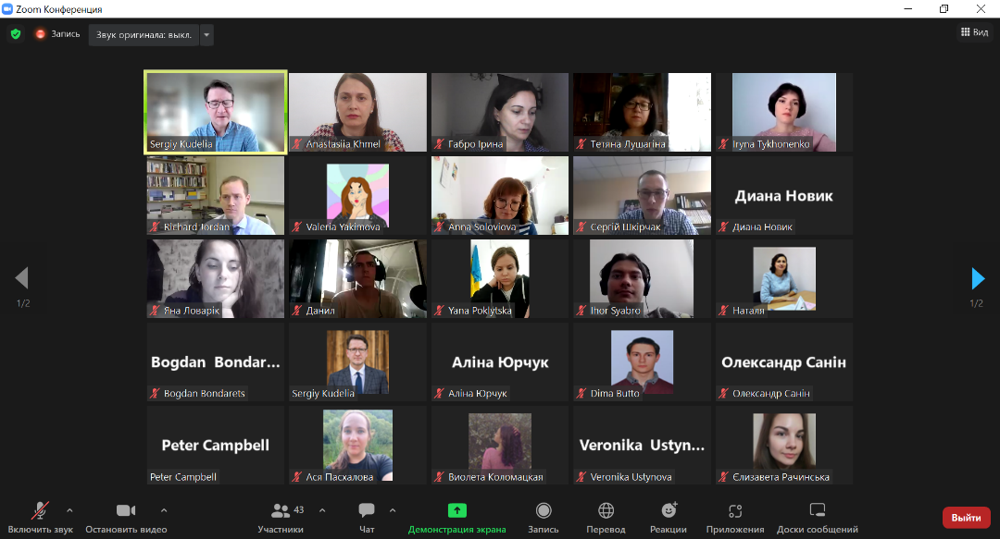 Zoom Конференция
Запись
Звук оригинала: выкл.
Вид
Sergiy Kudelia
Anastasiia Khmel
Габро Ірина
Тетяна Лушагіна
Iryna Tykhonenko
Richard Jordan
Valeria Yakimova
Anna Soloviova
Сергій Шкірчак
Диана Новик
Диана Новик
Яна Ловарік
Данил
Yana Poklytska
Ihor Syabro
Наталя
1/2
1/2
Bogdan Bondar...
Bogdan Bondarets
Sergiy Kudelia
Аліна Юрчук
Аліна Юрчук
Dima Butto
Олександр Санін
Олександр Санін
Peter Campbell
Peter Campbell
Ася Пасхалова
Виолета Коломацкая
Veronika Ustyn...
Veronika Ustynova
Єлизавета Рачинська
Включить звук
Остановить видео
43
Участники
Чат
Демонстрация экрана
Запись
Перевод
Реакции
Приложения
Доски сообщений
Выйти